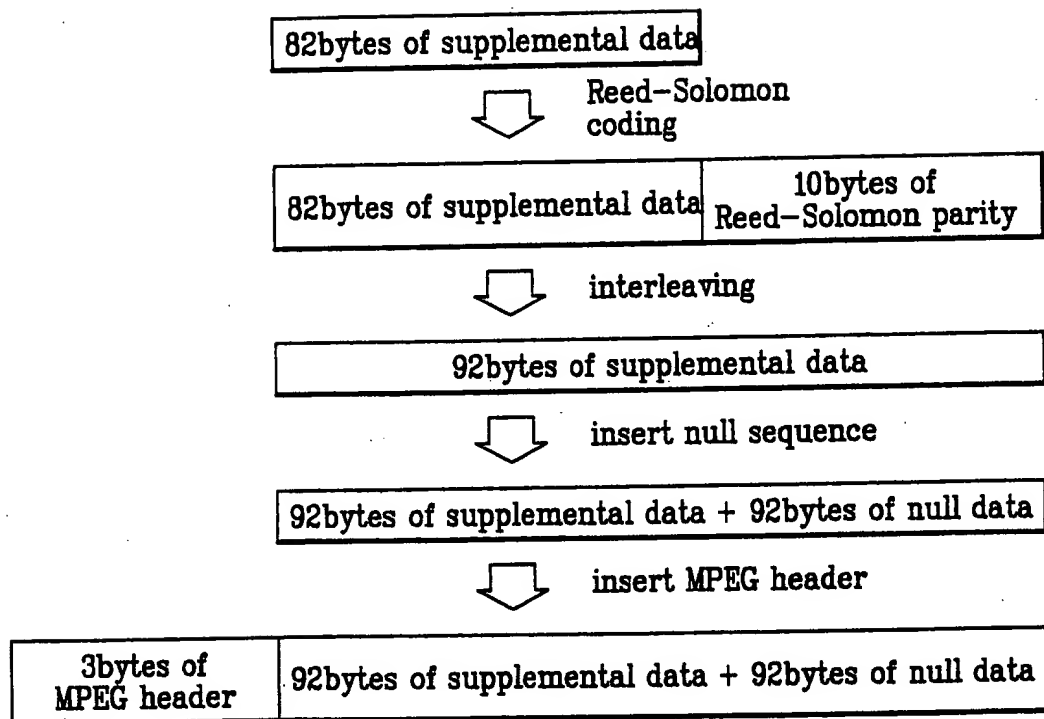 82bytes of supplemental data
Reed-Solomon
coding
82bytes of supplemental data
10bytes of
Reed-Solomon parity
interleaving
92bytes of supplemental data
insert null sequence
92bytes of supplemental data + 92bytes of null data
insert MPEG header
3bytes of
MPEG header
92bytes of supplemental data + 92bytes of null data